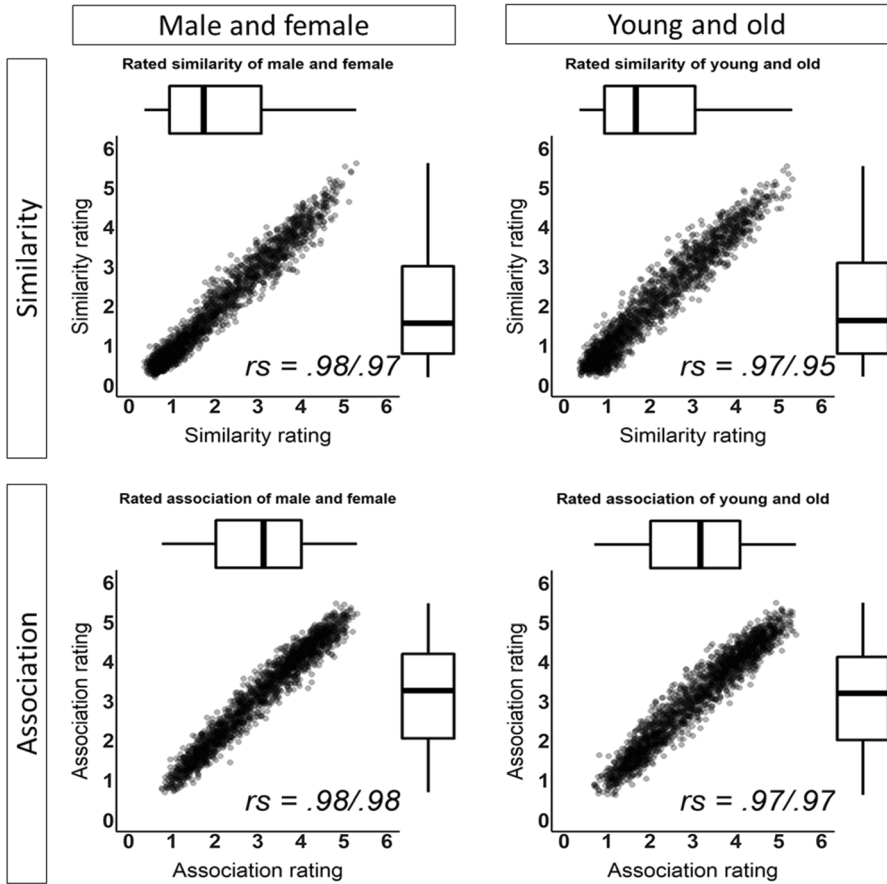 Male and female
Young and old
Similarity
Rated similarity of male and female
6
5
4
3
2
1
0
Similarity rating
rs = .98/.97
0 1 2 3 4 5 6
Similarity rating
Rated similarity of young and old
6
5
4
3
2
1
0
Similarity rating
rs = .97/.95
0 1 2 3 4 5 6
Similarity rating
Association
Rated association of male and female
6
5
4
3
2
1
0
Association rating
rs = .98/.98
0 1 2 3 4 5 6
Association rating
Rated association of young and old
6
5
4
3
2
1
0
Association rating
rs = .97/.97
0 1 2 3 4 5 6
Association rating